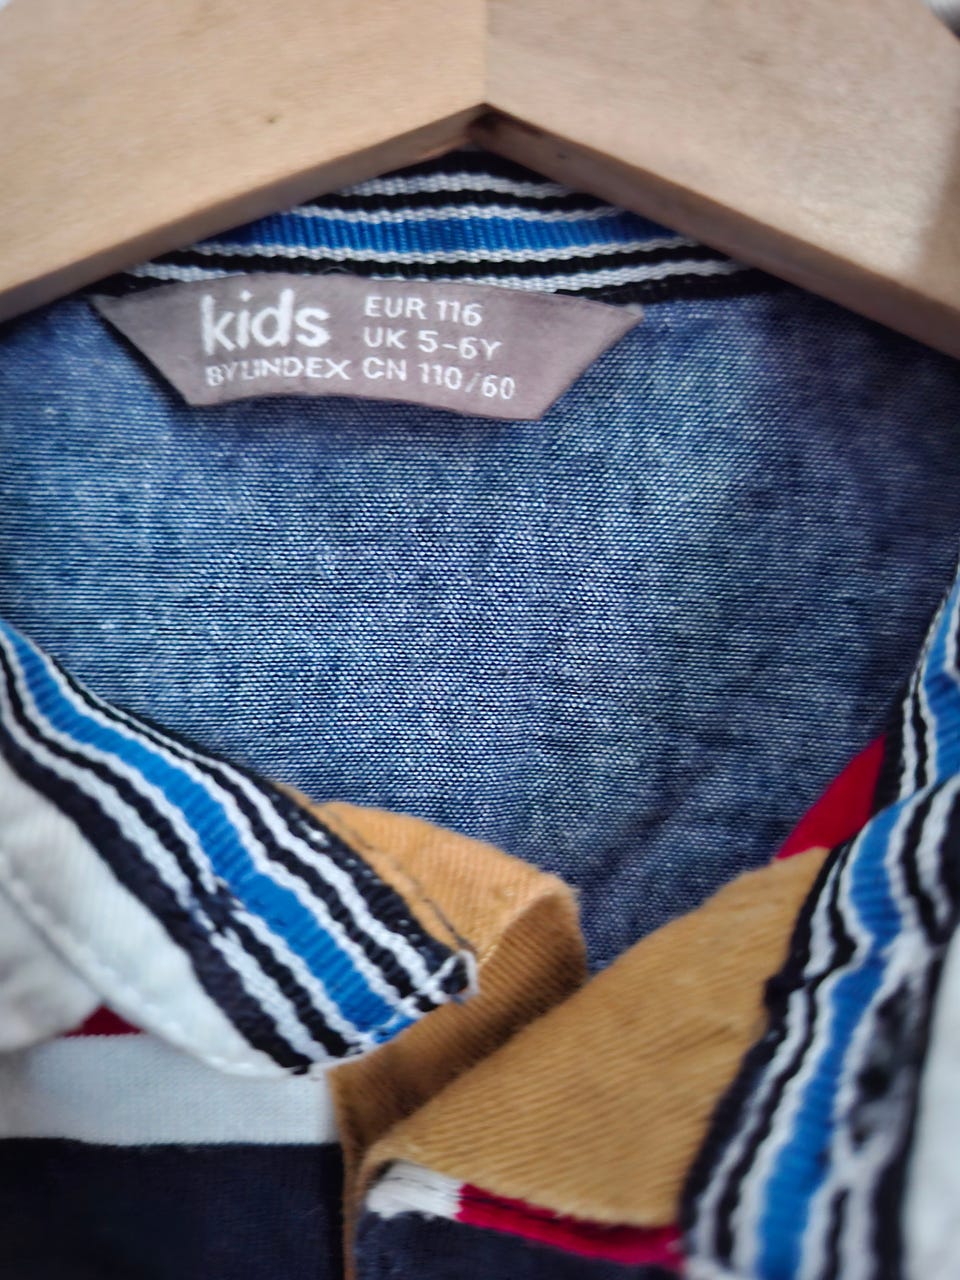 kids
BY LINDEX
EUR 116
UK 5-6Y
CN 110/60